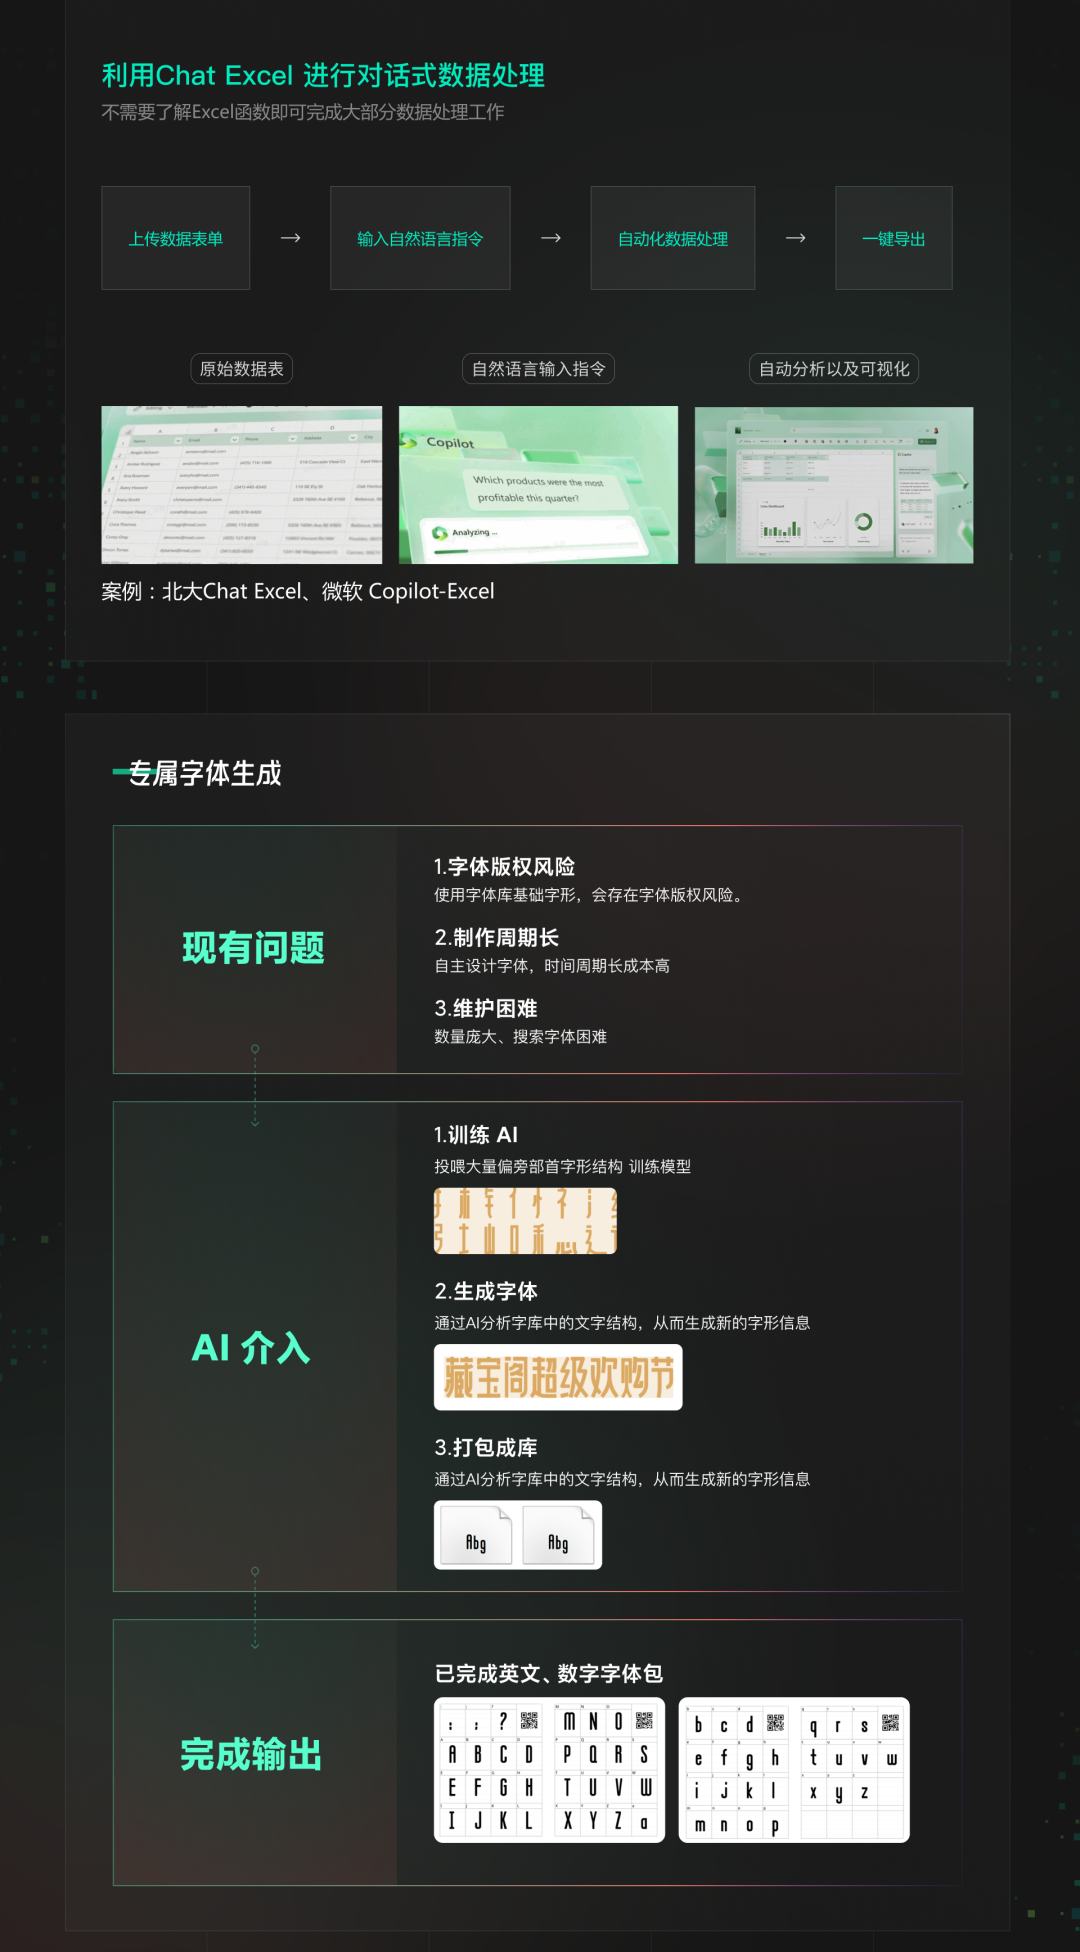 利用Chat Excel 进行对话式数据处理
不需要了解Excel函数即可完成大部分数据处理工作
上传数据表单 → 输入自然语言指令 → 自动化数据处理 → 一键导出
原始数据表
自然语言输入指令
自动分析以及可视化
Copilot
Which products were the most
profitable this quarter?
Analyzing ...
案例：北大Chat Excel、微软 Copilot-Excel
专属字体生成
现有问题
1.字体版权风险
使用字体库基础字形，会存在字体版权风险。
2.制作周期长
自主设计字体，时间周期长成本高
3.维护困难
数量庞大、搜索字体困难
AI 介入
1.训练 AI
投喂大量偏旁部首字形结构 训练模型
2.生成字体
通过AI分析字库中的文字结构，从而生成新的字形信息
藏宝阁超级欢购节
3.打包成库
通过AI分析字库中的文字结构，从而生成新的字形信息
Abg Abg
完成输出
已完成英文、数字字体包
: ; ?
A B C D
E F G H
I J K L
M N O
P Q R S
T U V W
X Y Z a
b c d
e f g h
i j k l
m n o p
q r s
t u v w
x y z